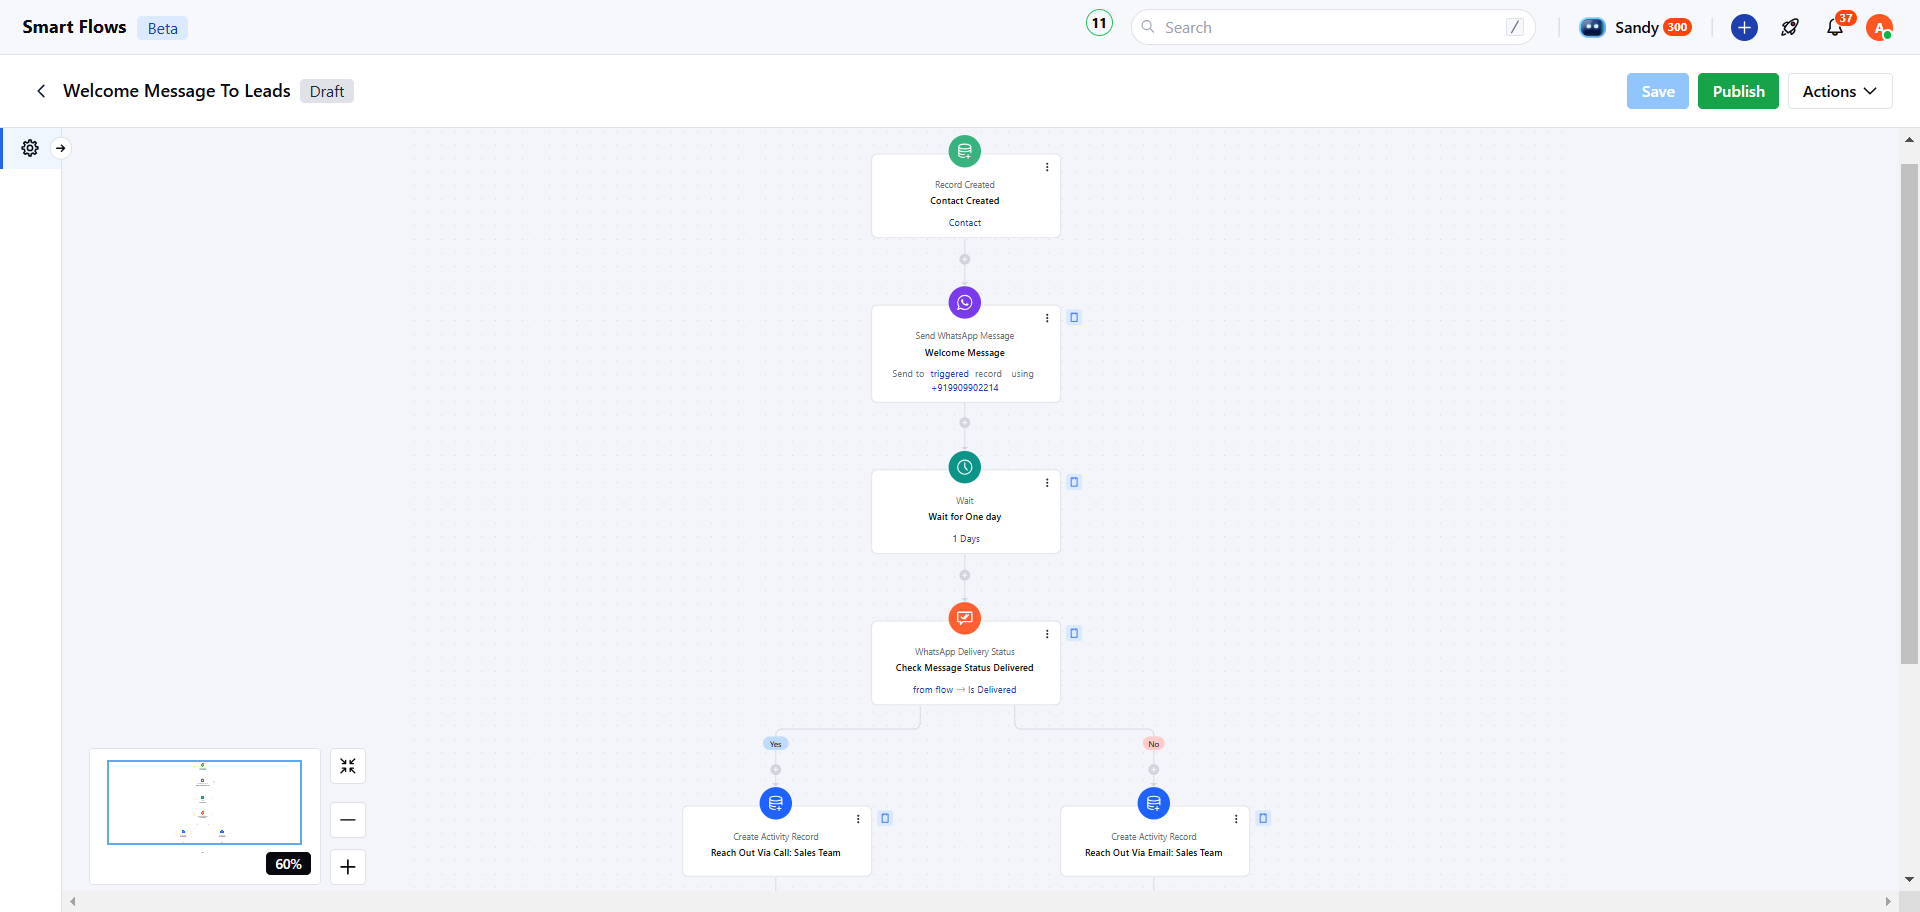 Smart Flows Beta
11
Search /
Sandy 300
37
A
Welcome Message To Leads Draft
Save Publish Actions
Record Created
Contact Created
Contact
Send WhatsApp Message
Welcome Message
Send to triggered record using
+919909902214
Wait
Wait for One day
1 Days
WhatsApp Delivery Status
Check Message Status Delivered
from flow → Is Delivered
Yes
No
Create Activity Record
Reach Out Via Call: Sales Team
Create Activity Record
Reach Out Via Email: Sales Team
60%